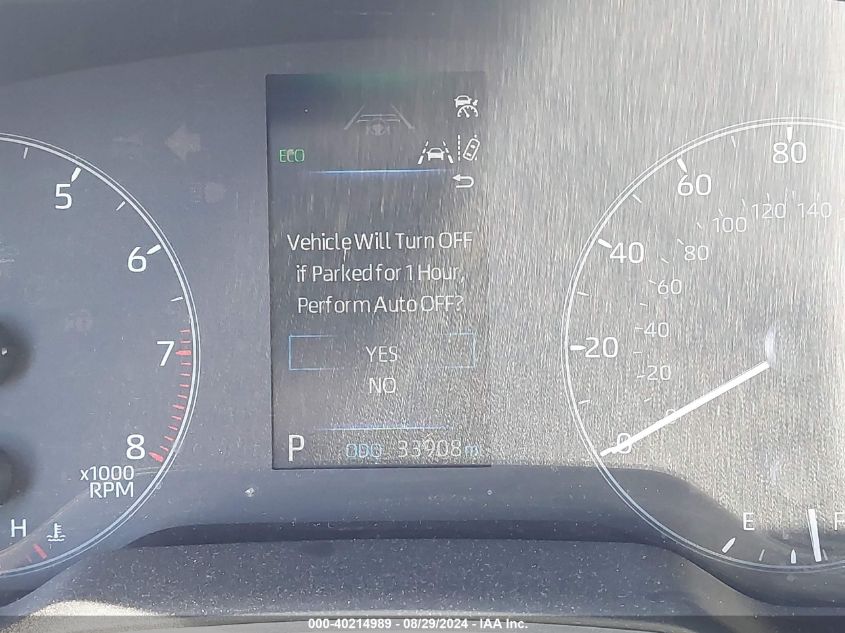 ECO
Vehicle Will Turn OFF
if Parked for 1 Hour,
Perform Auto OFF?
YES
NO
P ODO 33908 m
5
6
7
8
x1000
RPM
H
80
60
40
20
0
140
120
100
80
60
40
20
0
E
F
000-40214989 - 08/29/2024 - IAA Inc.